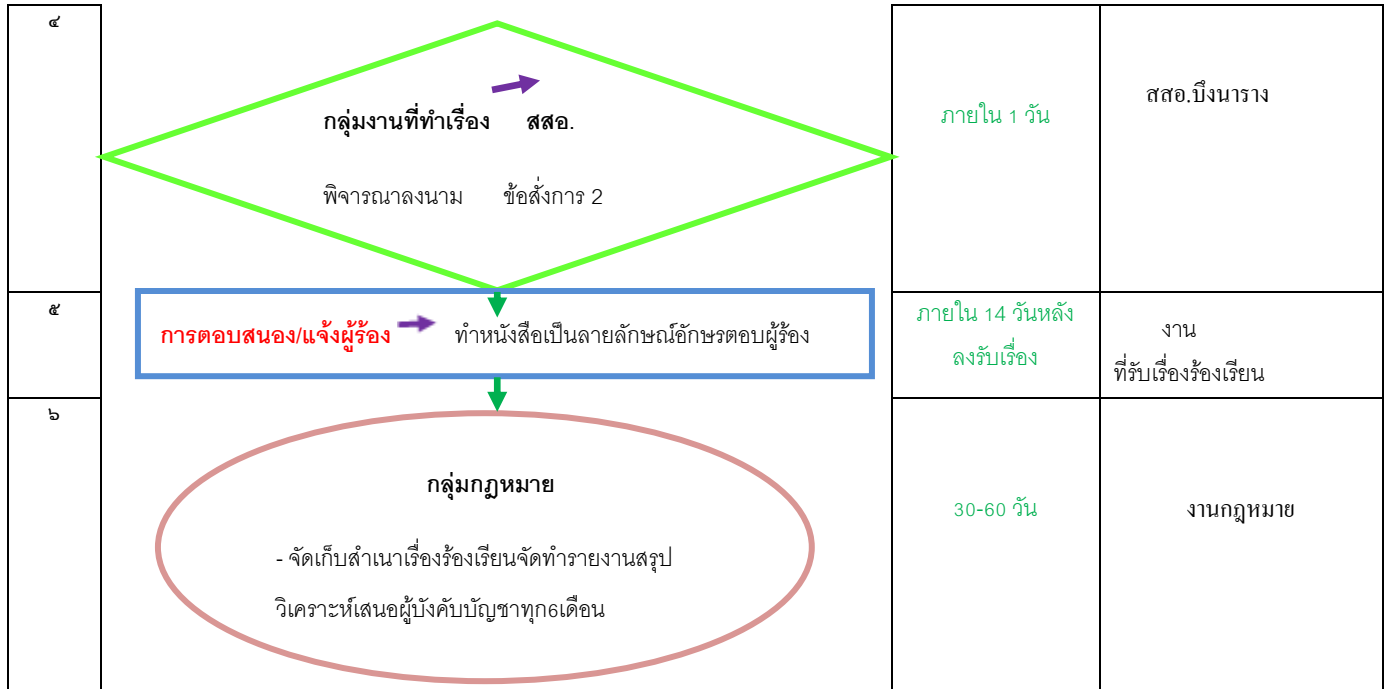 ๔
กลุ่มงานที่ทำเรื่อง สสอ.
พิจารณาลงนาม ข้อสั่งการ 2
ภายใน 1 วัน
สสอ.บึงนาราง
๕
การตอบสนอง/แจ้งผู้ร้อง ทำหนังสือเป็นลายลักษณ์อักษรตอบผู้ร้อง
ภายใน 14 วันหลัง
ลงรับเรื่อง
งาน
ที่รับเรื่องร้องเรียน
๖
กลุ่มกฎหมาย
- จัดเก็บสำเนาเรื่องร้องเรียนจัดทำรายงานสรุป
วิเคราะห์เสนอผู้บังคับบัญชาทุก6เดือน
30-60 วัน
งานกฎหมาย